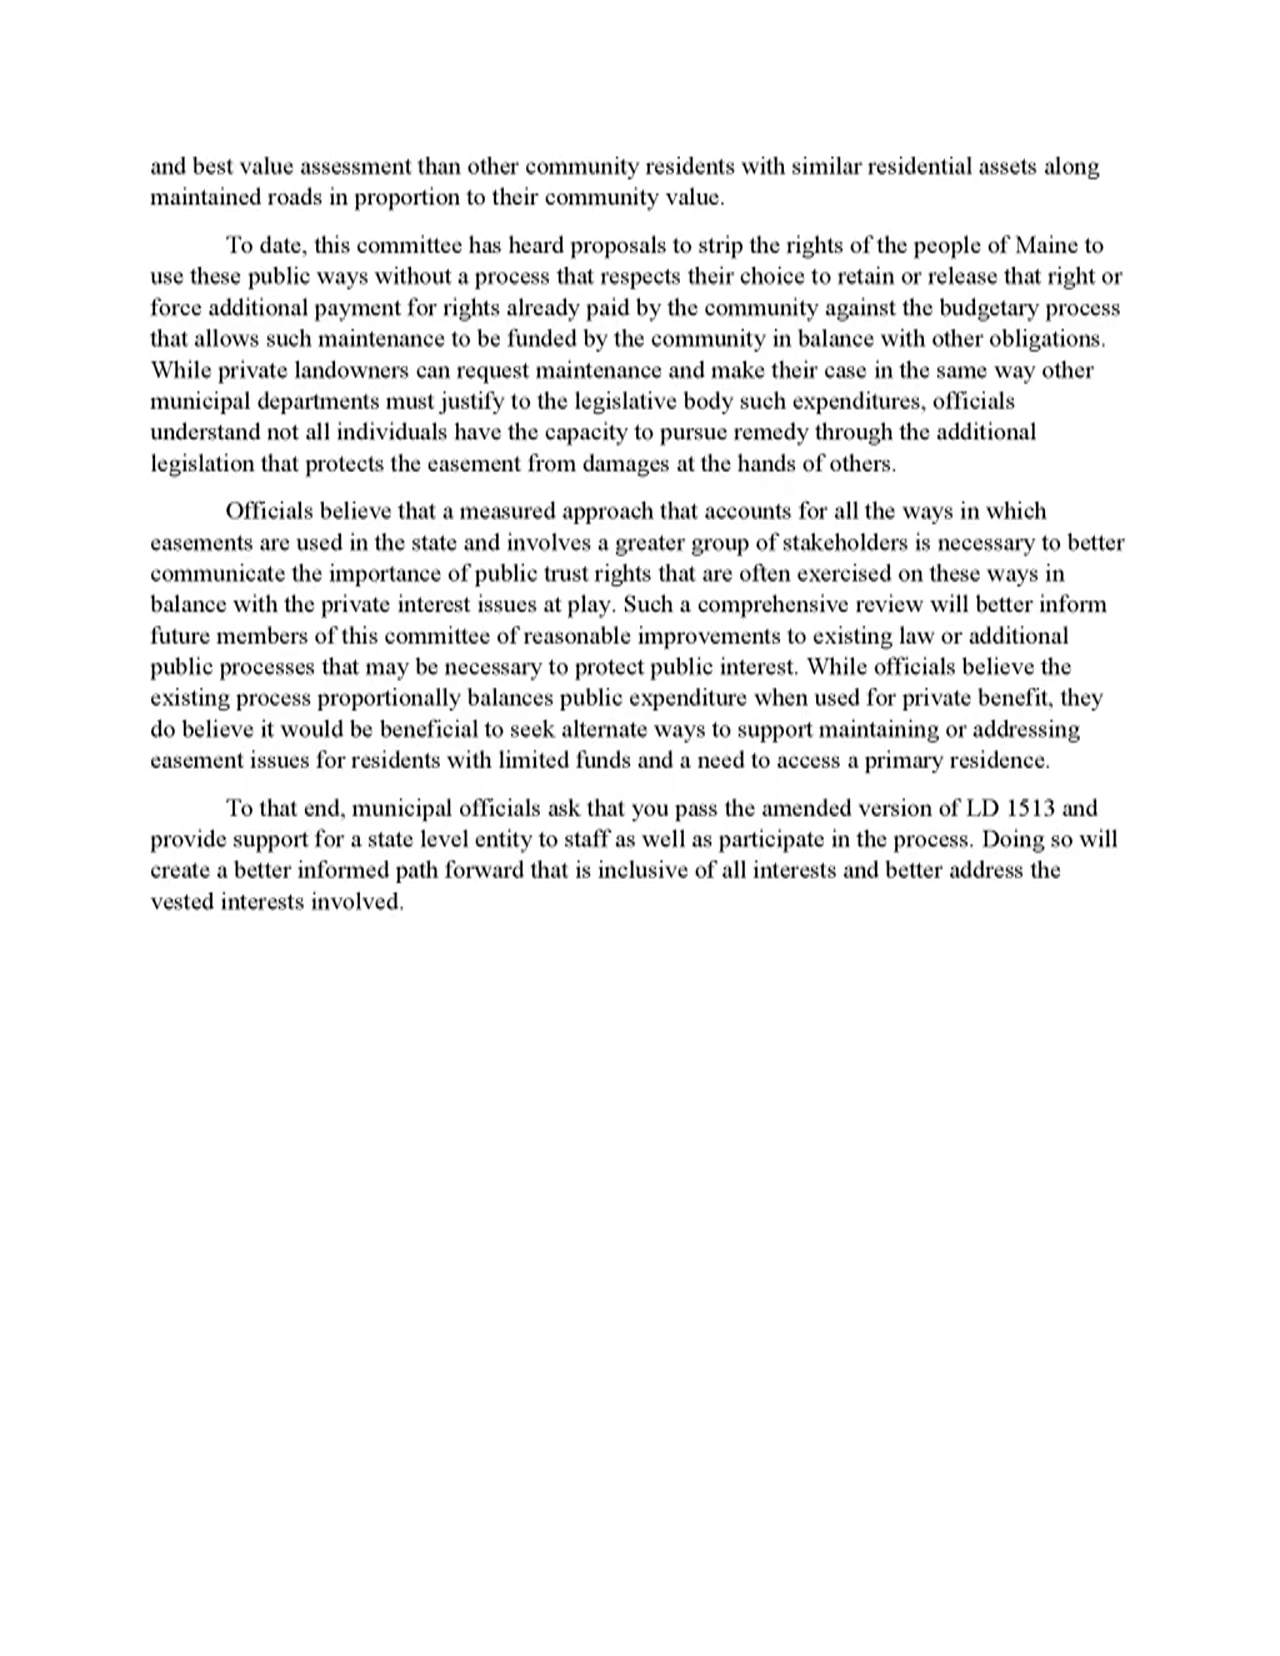 and best value assessment than other community residents with similar residential assets along
maintained roads in proportion to their community value.
To date, this committee has heard proposals to strip the rights of the people of Maine to
use these public ways without a process that respects their choice to retain or release that right or
force additional payment for rights already paid by the community against the budgetary process
that allows such maintenance to be funded by the community in balance with other obligations.
While private landowners can request maintenance and make their case in the same way other
municipal departments must justify to the legislative body such expenditures, officials
understand not all individuals have the capacity to pursue remedy through the additional
legislation that protects the easement from damages at the hands of others.
Officials believe that a measured approach that accounts for all the ways in which
easements are used in the state and involves a greater group of stakeholders is necessary to better
communicate the importance of public trust rights that are often exercised on these ways in
balance with the private interest issues at play. Such a comprehensive review will better inform
future members of this committee of reasonable improvements to existing law or additional
public processes that may be necessary to protect public interest. While officials believe the
existing process proportionally balances public expenditure when used for private benefit, they
do believe it would be beneficial to seek alternate ways to support maintaining or addressing
easement issues for residents with limited funds and a need to access a primary residence.
To that end, municipal officials ask that you pass the amended version of LD 1513 and
provide support for a state level entity to staff as well as participate in the process. Doing so will
create a better informed path forward that is inclusive of all interests and better address the
vested interests involved.